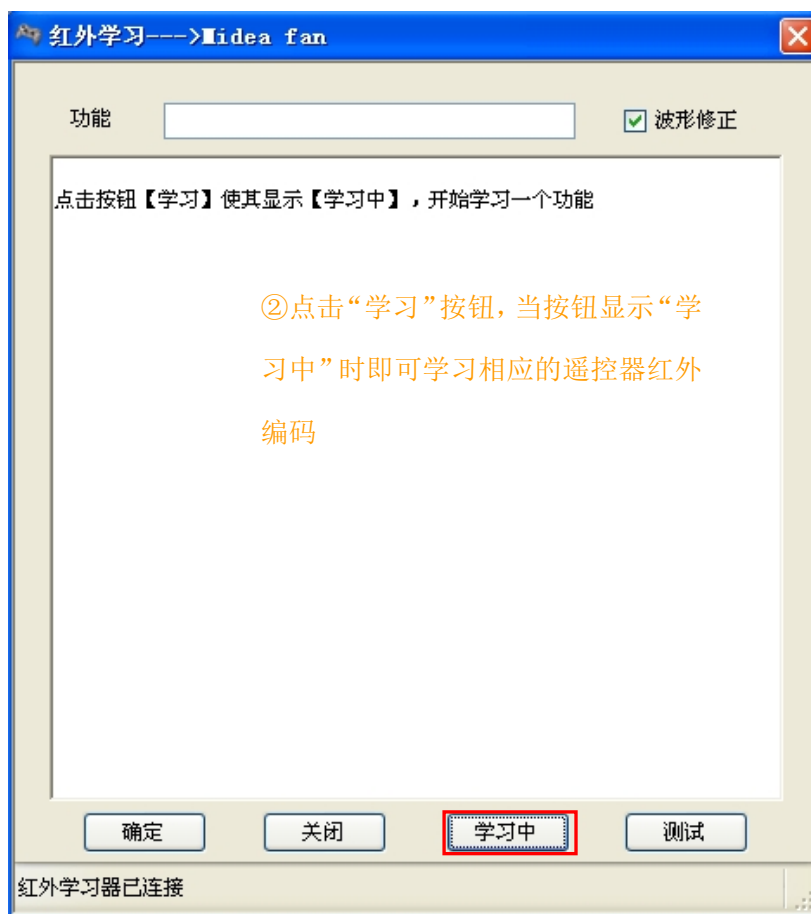 红外学习--->Midea fan
功能
波形修正
点击按钮【学习】使其显示【学习中】，开始学习一个功能
②点击“学习”按钮，当按钮显示“学
习中”时即可学习相应的遥控器红外
编码
确定 关闭 学习中 测试
红外学习器已连接